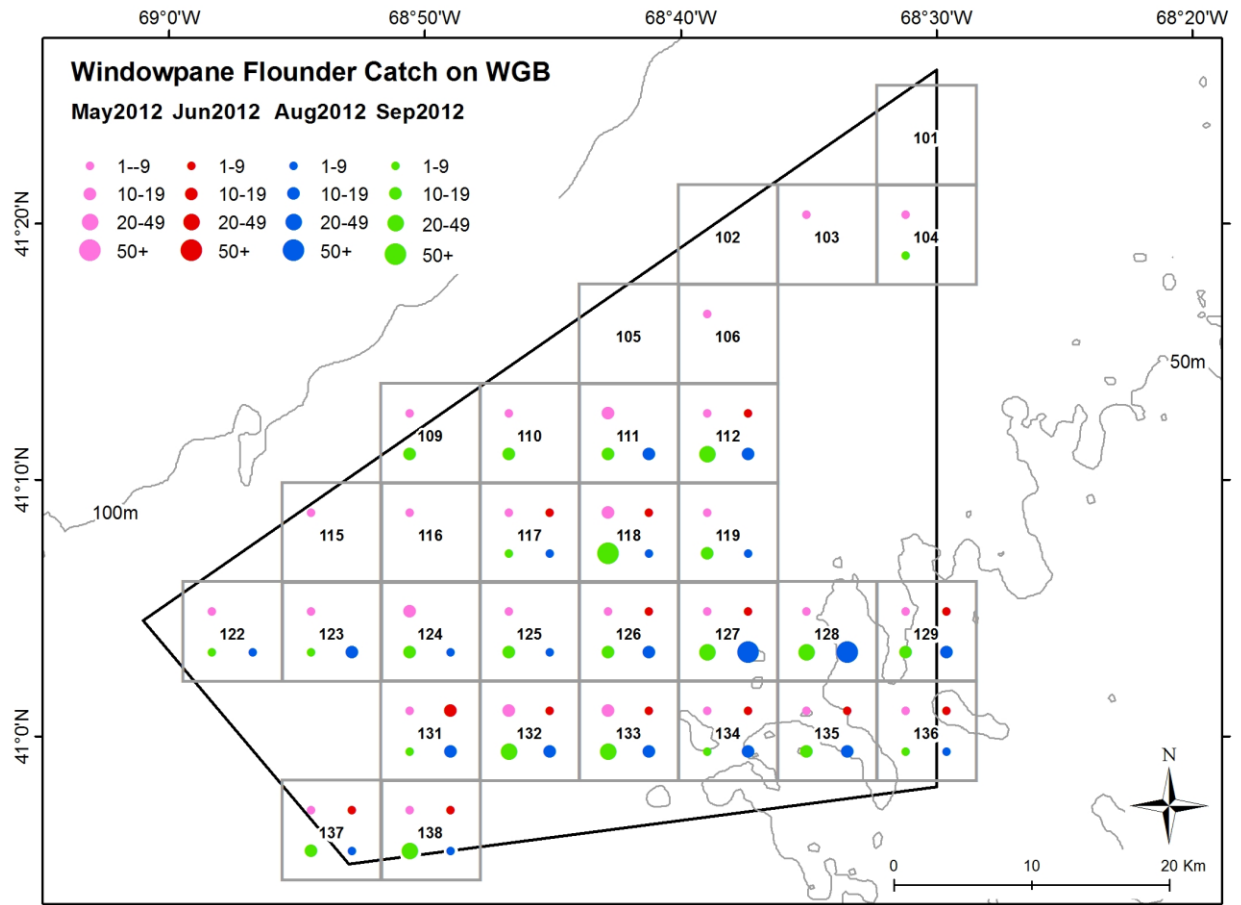 69°0'W 68°50'W 68°40'W 68°30'W 68°20'W
Windowpane Flounder Catch on WGB
May2012 Jun2012 Aug2012 Sep2012
1--9 1-9 1-9 1-9
10-19 10-19 10-19 10-19
20-49 20-49 20-49 20-49
50+ 50+ 50+ 50+
41°20'N
41°10'N
41°0'N
101
102 103 104
105 106
50m
109 110 111 112
100m
115 116 117 118 119
122 123 124 125 126 127 128 129
131 132 133 134 135 136
N
137 138
0 10 20 Km